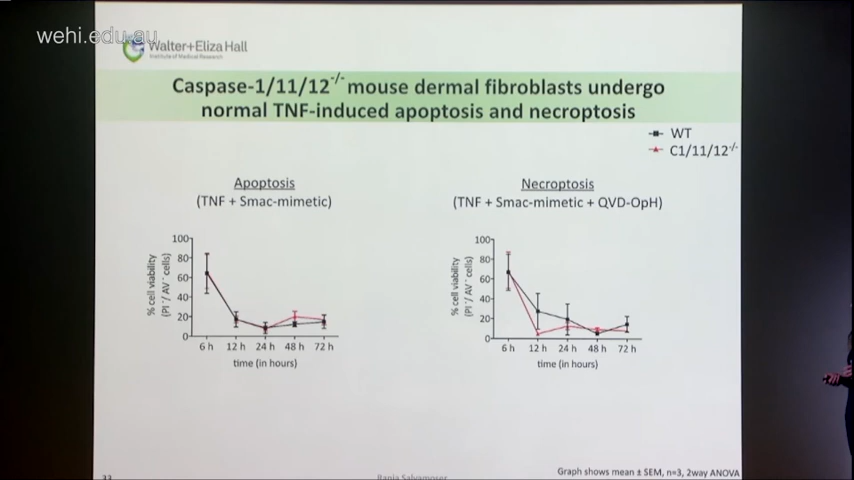 wehi.edu.au
Walter+Eliza Hall
Institute of Medical Research
Caspase-1/11/12-/- mouse dermal fibroblasts undergo
normal TNF-induced apoptosis and necroptosis
WT
C1/11/12-/-
Apoptosis
(TNF + Smac-mimetic)
% cell viability
(PI-/ AV- cells)
100
80
60
40
20
0
6 h 12 h 24 h 48 h 72 h
time (in hours)
Necroptosis
(TNF + Smac-mimetic + QVD-OpH)
% cell viability
(PI-/ AV- cells)
100
80
60
40
20
0
6 h 12 h 24 h 48 h 72 h
time (in hours)
Graph shows mean ± SEM, n=3, 2way ANOVA
33
Rania Salvamoser